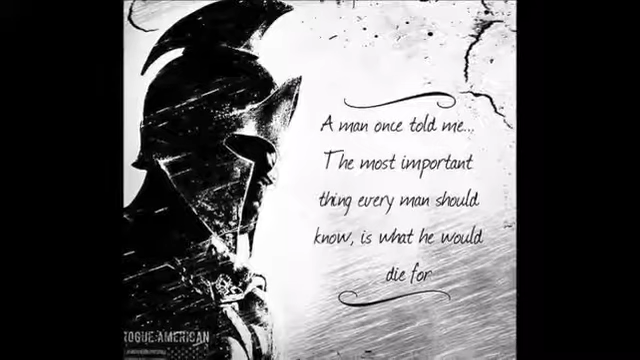 A man once told me...
The most important
thing every man should
know, is what he would
die for
ROGUE AMERICAN